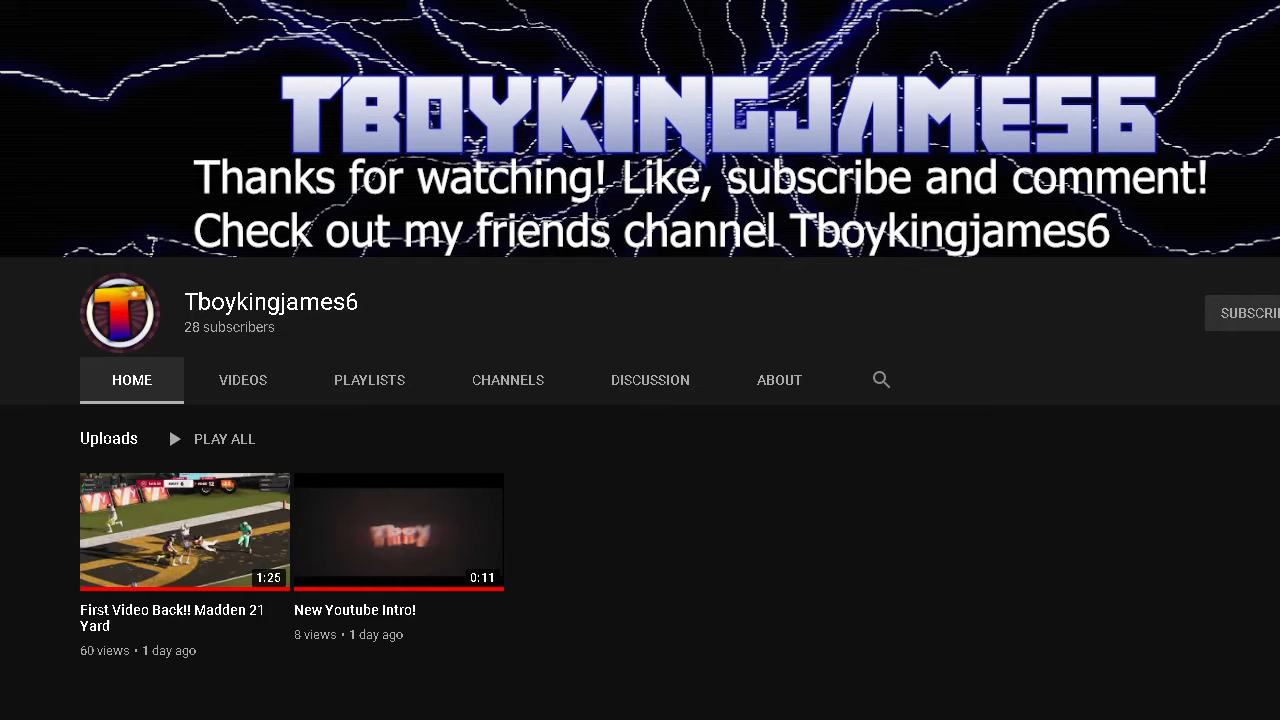 TBOYKINGJAMES6
Thanks for watching! Like, subscribe and comment!
Check out my friends channel Tboykingjames6
T
Tboykingjames6
28 subscribers
SUBSCRI
HOME VIDEOS PLAYLISTS CHANNELS DISCUSSION ABOUT
Uploads PLAY ALL
1:25
0:11
First Video Back!! Madden 21
Yard
60 views • 1 day ago
New Youtube Intro!
8 views • 1 day ago